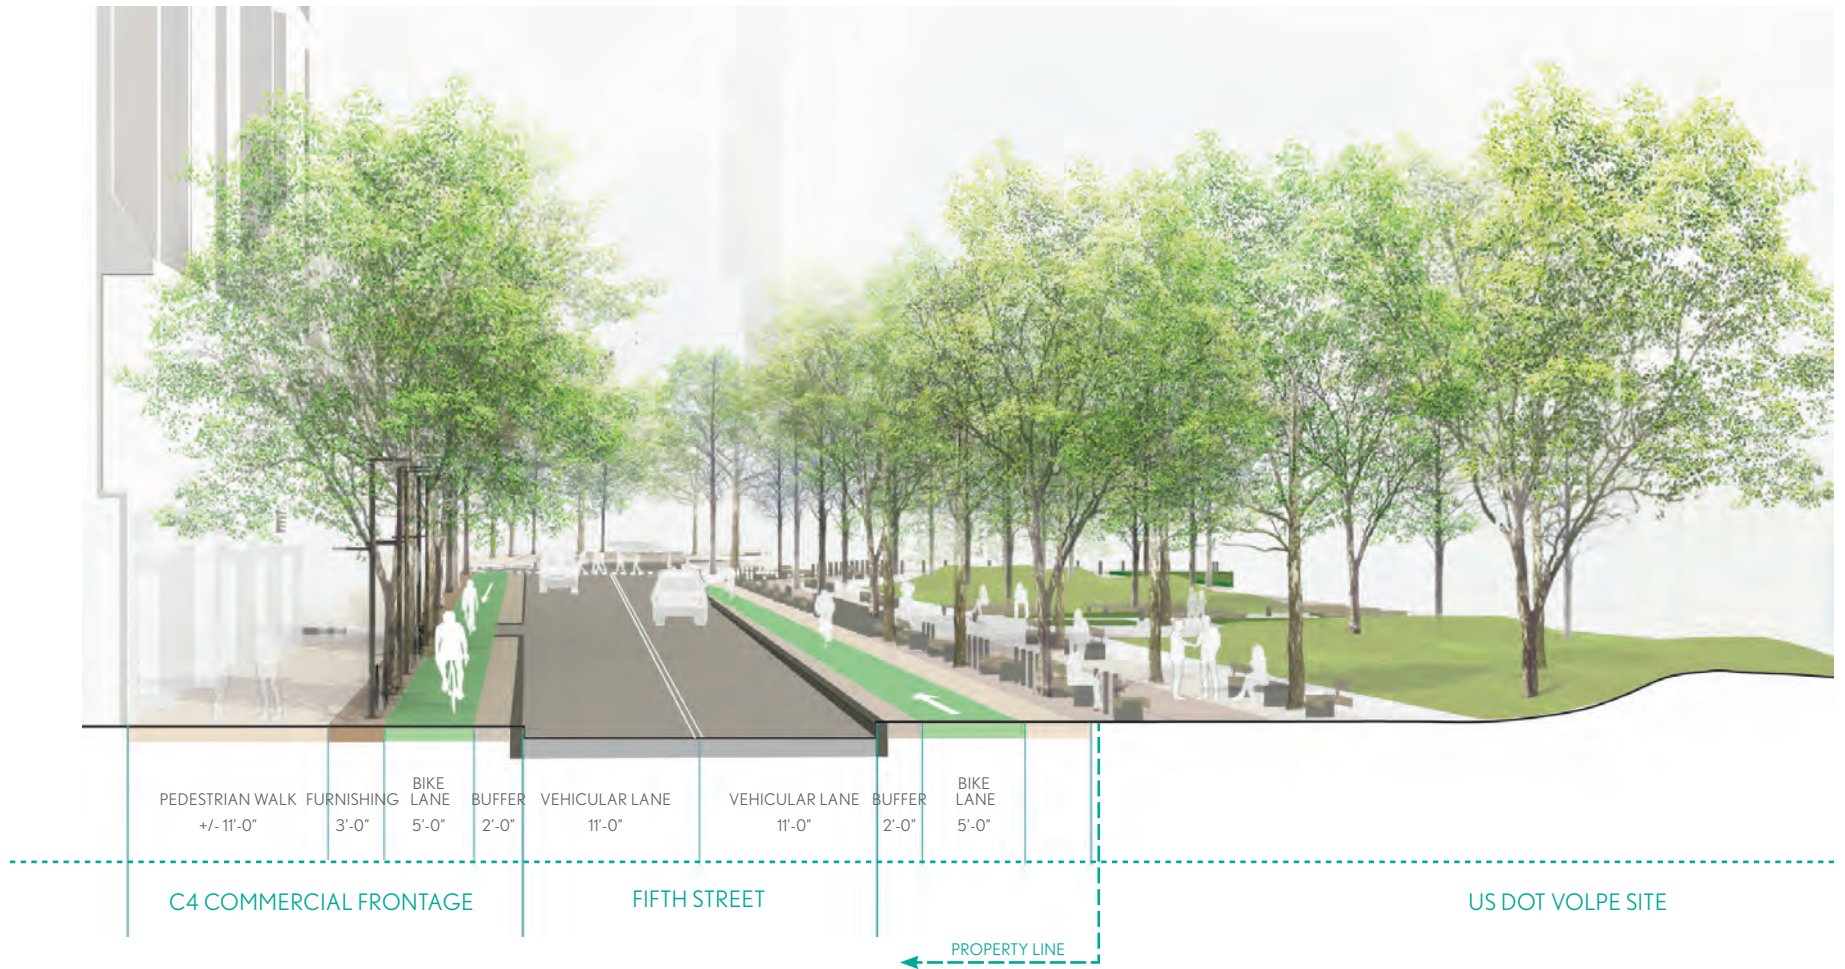 PEDESTRIAN WALK
+/- 11'-0"
FURNISHING
3'-0"
BIKE
LANE
5'-0"
BUFFER
2'-0"
VEHICULAR LANE
11'-0"
VEHICULAR LANE
11'-0"
BUFFER
2'-0"
BIKE
LANE
5'-0"
C4 COMMERCIAL FRONTAGE
FIFTH STREET
US DOT VOLPE SITE
PROPERTY LINE